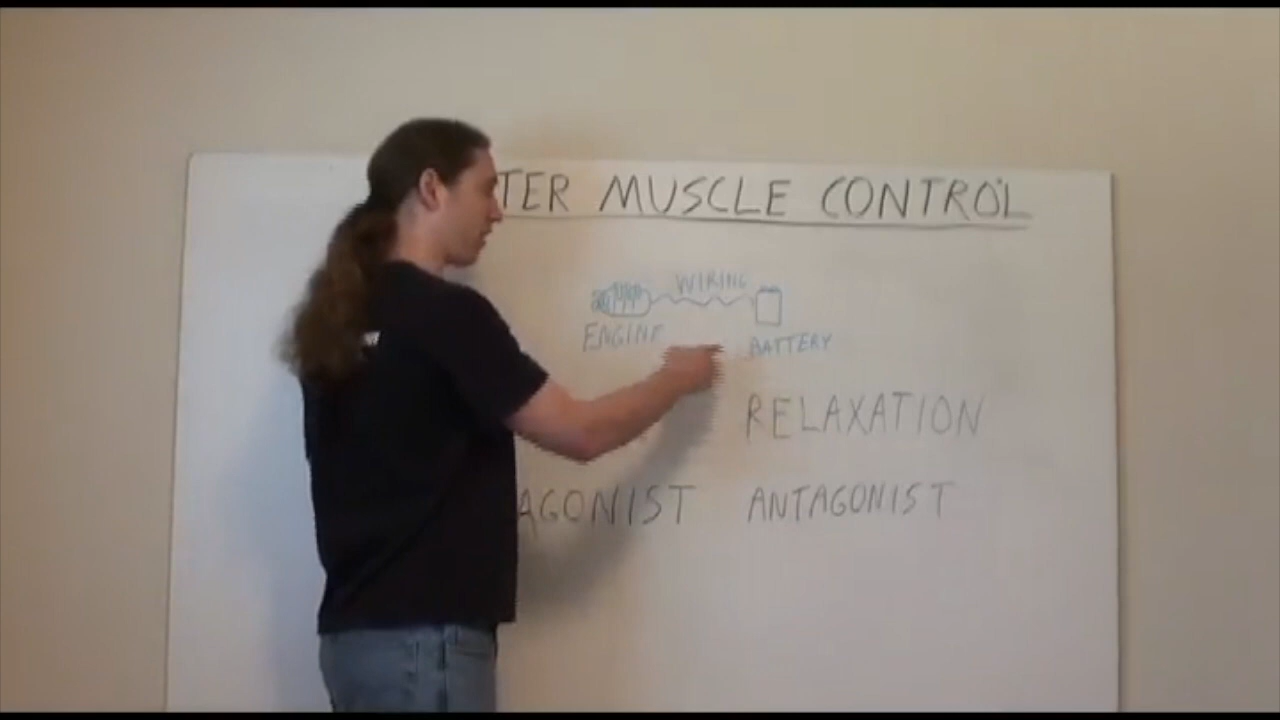 TER MUSCLE CONTROL
WIRING
ENGINE BATTERY
RELAXATION
AGONIST ANTAGONIST